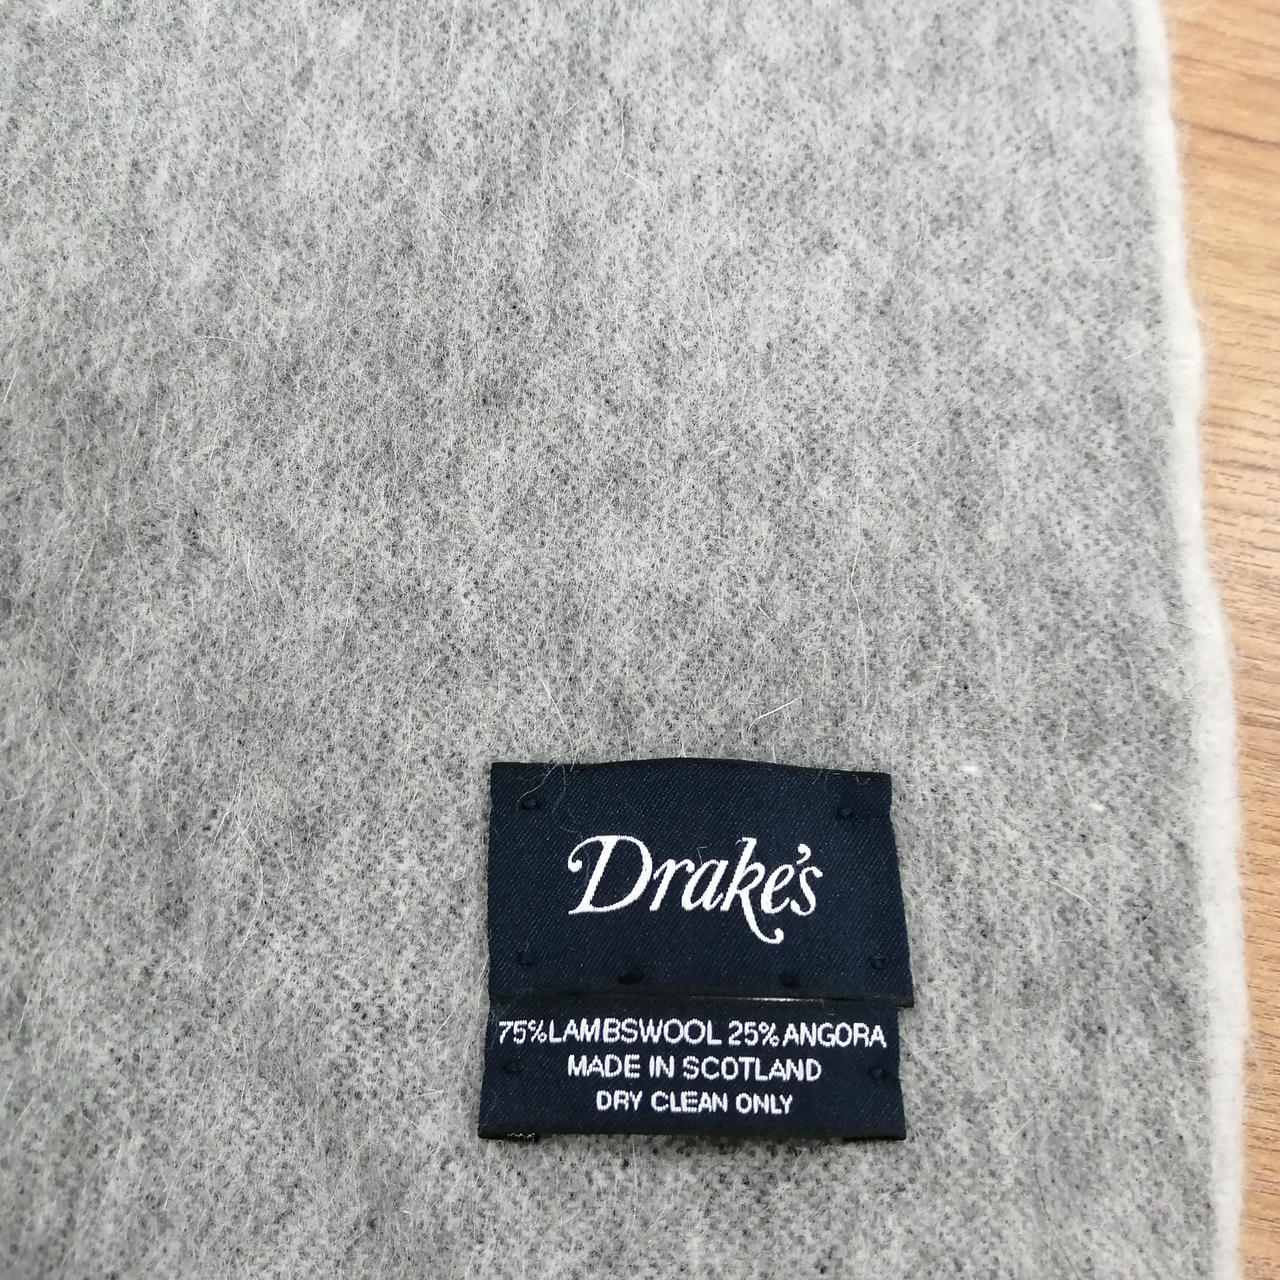 Drake's
75%LAMBSWOOL 25%ANGORA
MADE IN SCOTLAND
DRY CLEAN ONLY